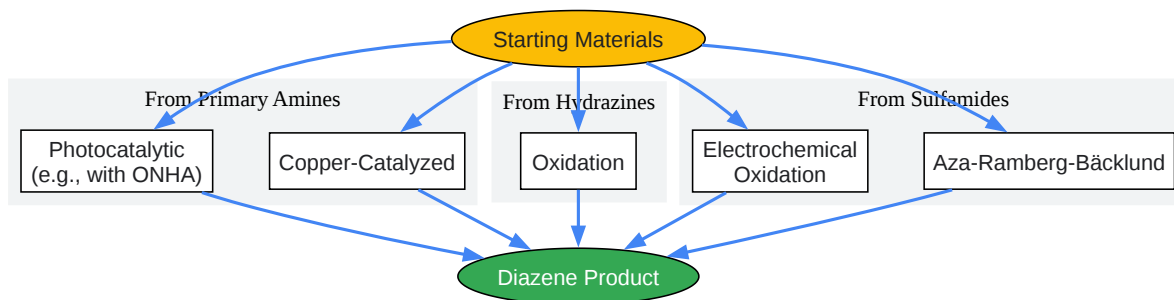 Starting Materials
From Primary Amines
From Hydrazines
From Sulfamides
Photocatalytic
(e.g., with ONHA)
Copper-Catalyzed
Oxidation
Electrochemical
Oxidation
Aza-Ramberg-Bäcklund
Diazene Product